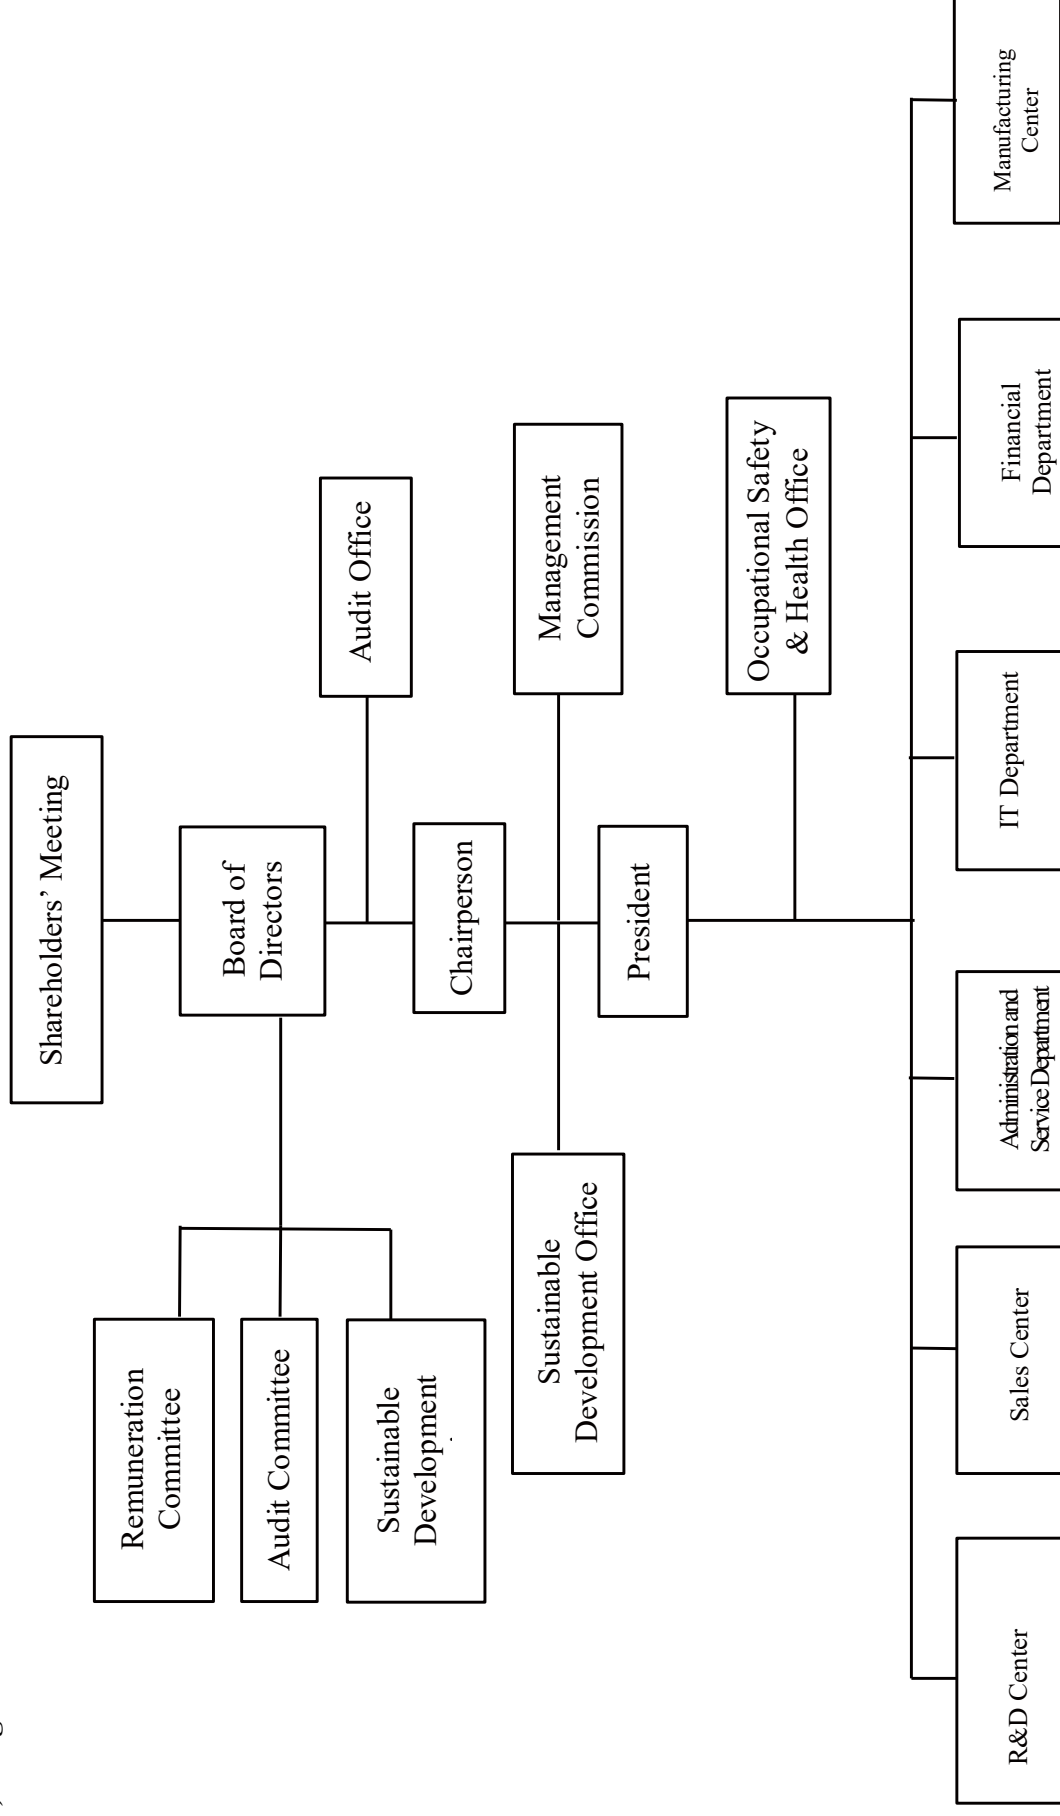 Shareholders’ Meeting
Remuneration
Committee
Audit Committee
Sustainable
Development
Board of
Directors
Audit Office
Chairperson
Sustainable
Development Office
Management
Commission
President
Occupational Safety
& Health Office
R&D Center
Sales Center
Administration and
Service Department
IT Department
Financial
Department
Manufacturing
Center